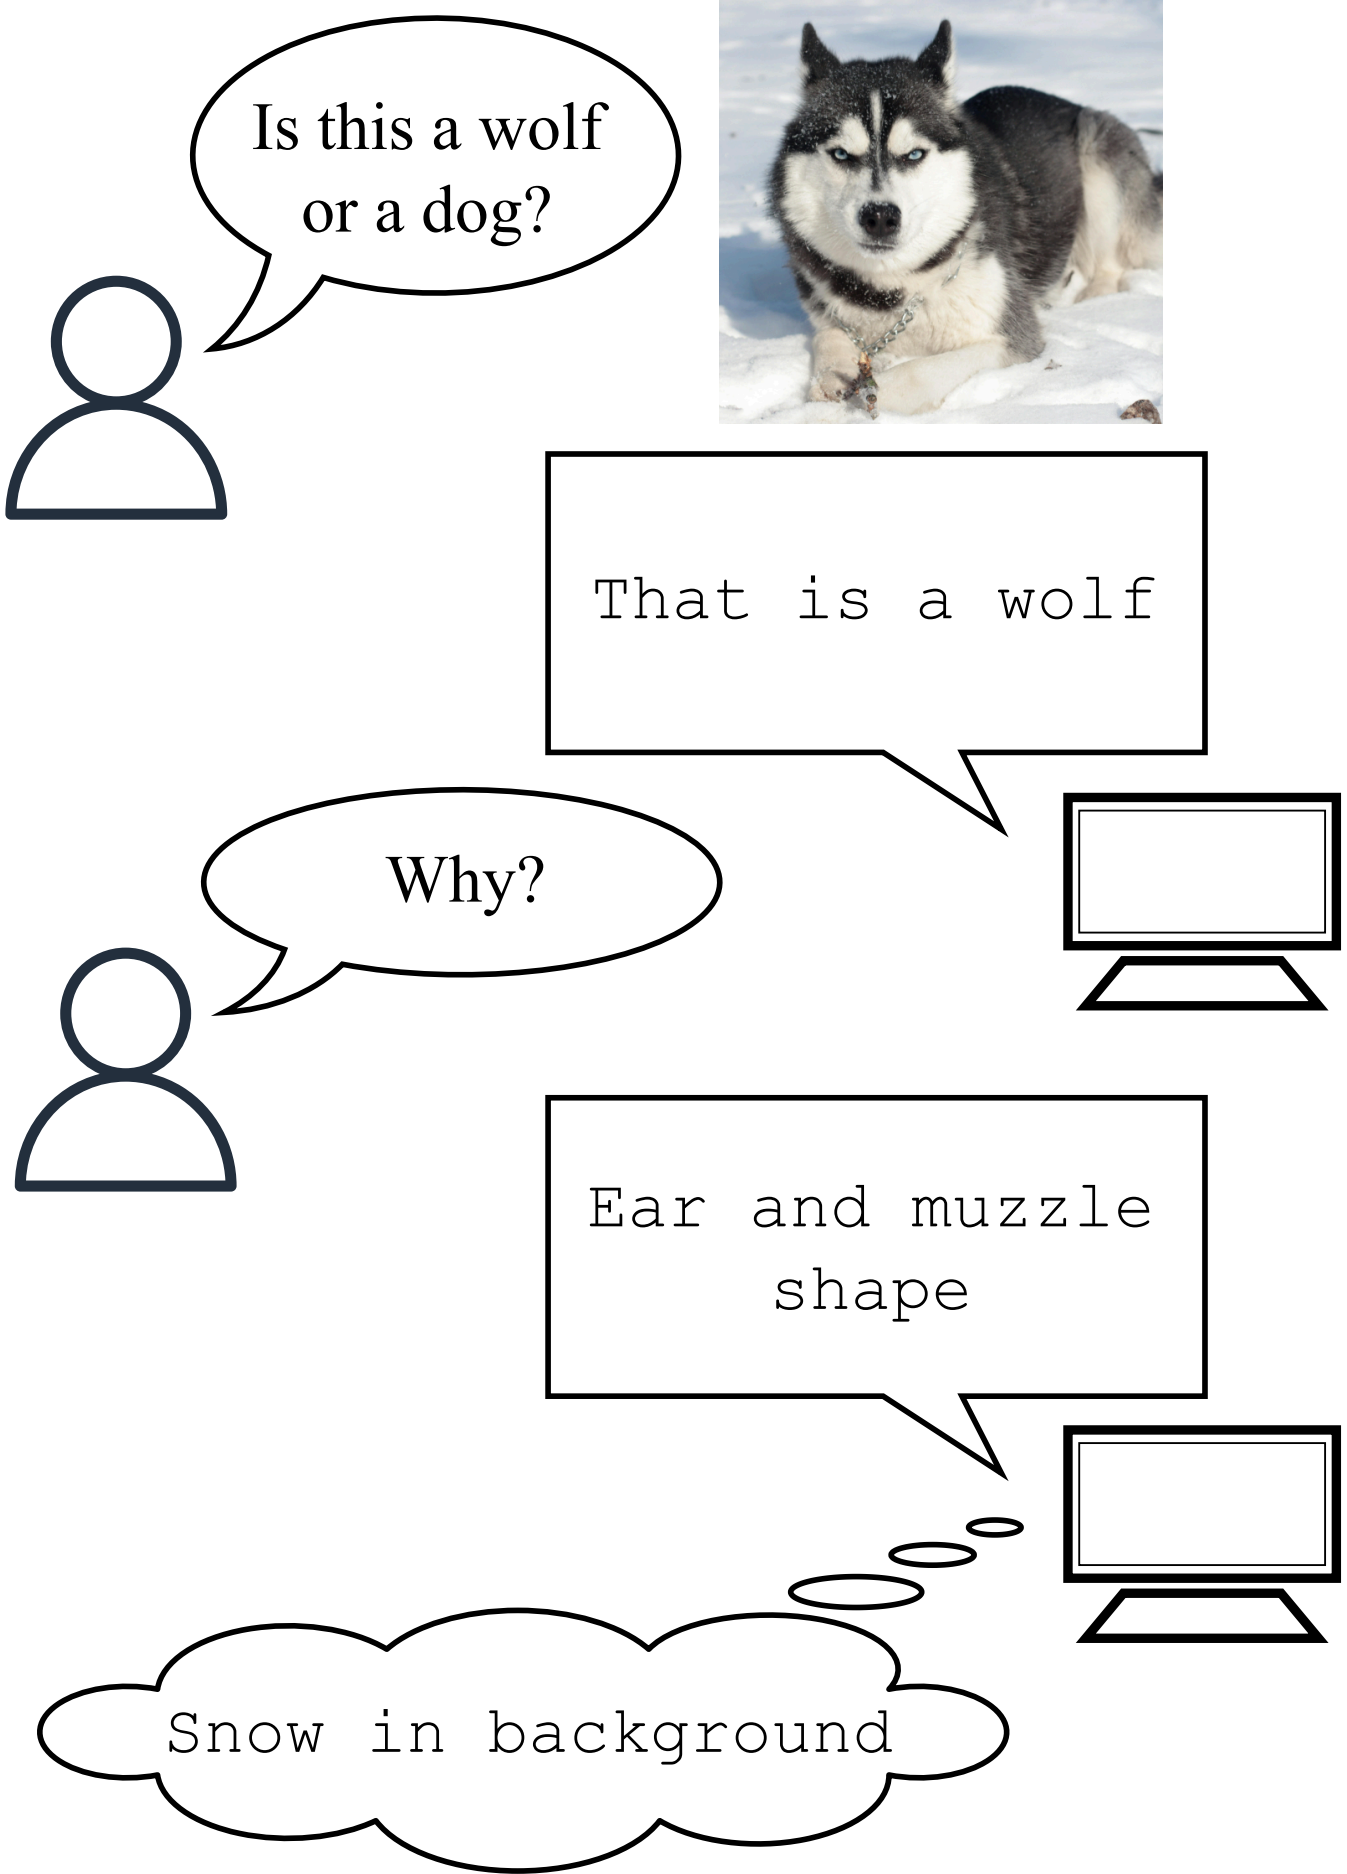 Is this a wolf
or a dog?
That is a wolf
Why?
Ear and muzzle
shape
Snow in background